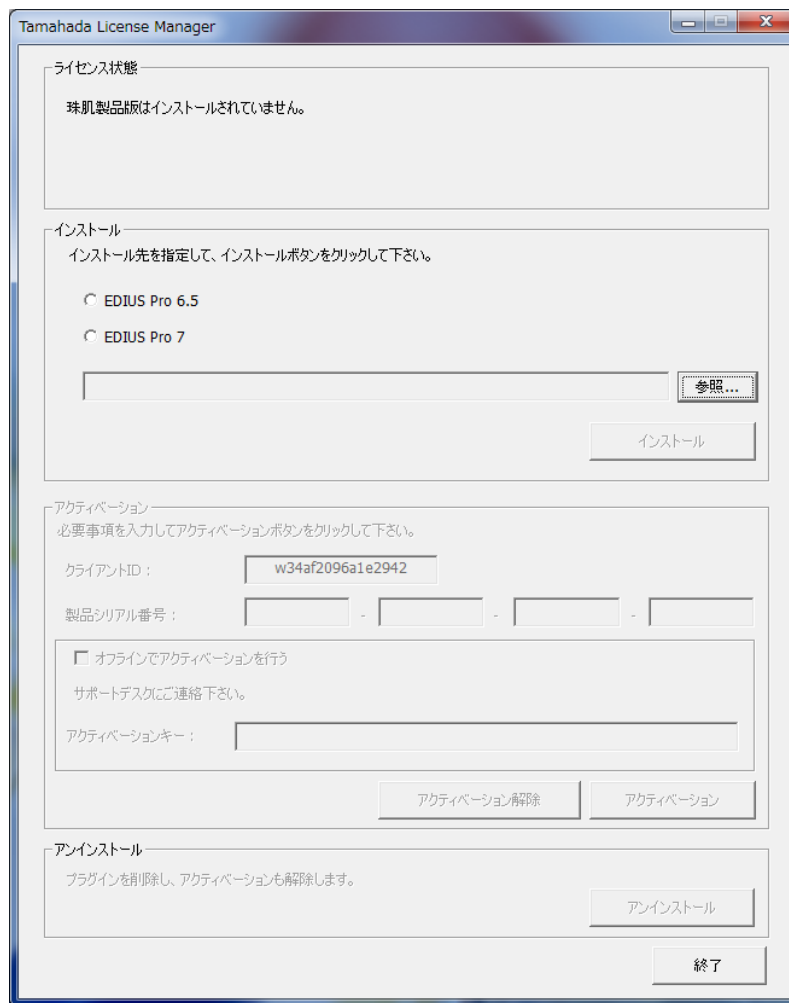 Tamahada License Manager
ライセンス状態
珠肌製品版はインストールされていません。
インストール
インストール先を指定して、インストールボタンをクリックして下さい。
EDIUS Pro 6.5
EDIUS Pro 7
参照...
インストール
アクティベーション
必要事項を入力してアクティベーションボタンをクリックして下さい。
クライアントID： w34af2096a1e2942
製品シリアル番号： - - -
オフラインでアクティベーションを行う
サポートデスクにご連絡下さい。
アクティベーションキー：
アクティベーション解除 アクティベーション
アンインストール
プラグインを削除し、アクティベーションも解除します。
アンインストール
終了